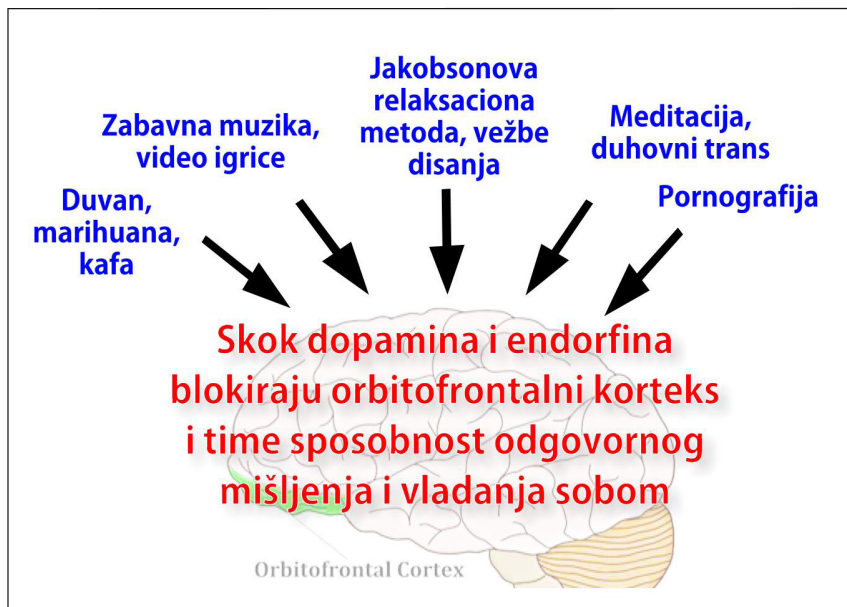 Duvan,
marihuana,
kafa
Zabavna muzika,
video igrice
Jakobsonova
relaksaciona
metoda, vežbe
disanja
Meditacija,
duhovni trans
Pornografija
Skok dopamina i endorfina
blokiraju orbitofrontalni korteks
i time sposobnost odgovornog
mišljenja i vladanja sobom
Orbitofrontal Cortex